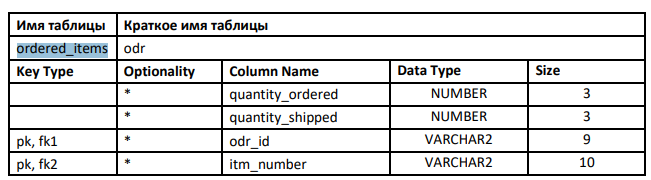 Имя таблицы Краткое имя таблицы
ordered_items odr
Key Type Optionality Column Name Data Type Size
* quantity_ordered NUMBER 3
* quantity_shipped NUMBER 3
pk, fk1 * odr_id VARCHAR2 9
pk, fk2 * itm_number VARCHAR2 10